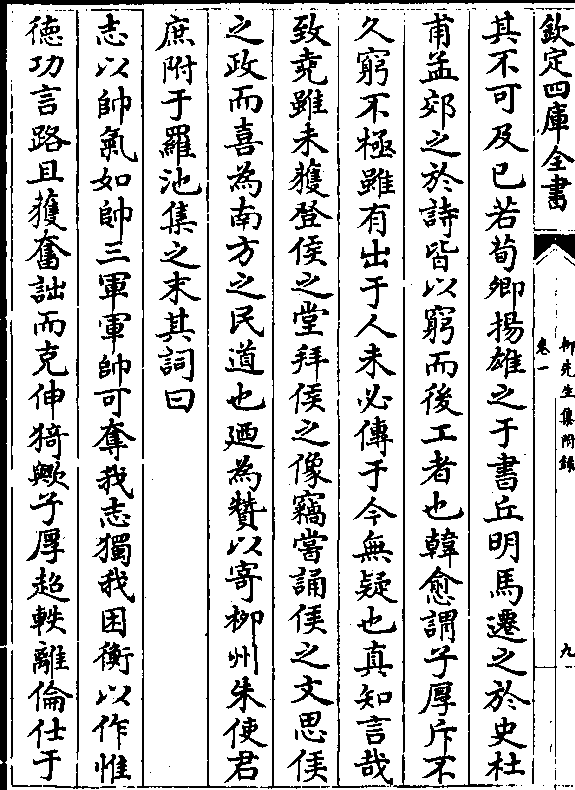 欽定四庫全書
柳先生集附錄
卷一
九
其不可及已若荀卿揚雄之于書丘明馬遷之於史杜
甫孟郊之於詩皆以窮而後工者也韓愈謂子厚斥不
久窮不極雖有出于人未必傳于今無疑也真知言哉
致堯雖未獲登侯之堂拜侯之像竊嘗誦侯之文思侯
之政而喜為南方之民道也廼為贊以寄柳州朱使君
庶附于羅池集之末其詞曰
志以帥氣如帥三軍軍帥可奪我志獨我困衡以作惟
徳功言路且獲奮詘而克伸猗歟子厚超軼離倫仕于